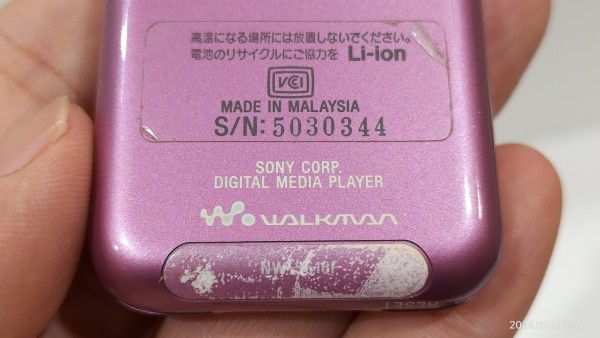 高温になる場所には放置しないでください。
電池のリサイクルにご協力を Li-ion
VCCI
MADE IN MALAYSIA
S/N: 5030344
SONY CORP.
DIGITAL MEDIA PLAYER
WALKMAN
RESET